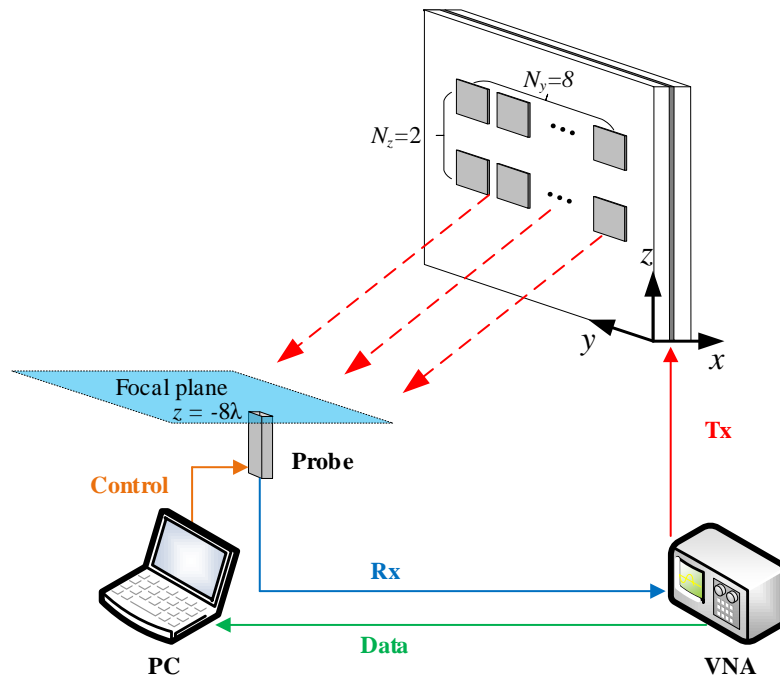 N_y=8
N_z=2
z
y
x
Focal plane
z = -8λ
Probe
Tx
Control
Rx
Data
PC
VNA